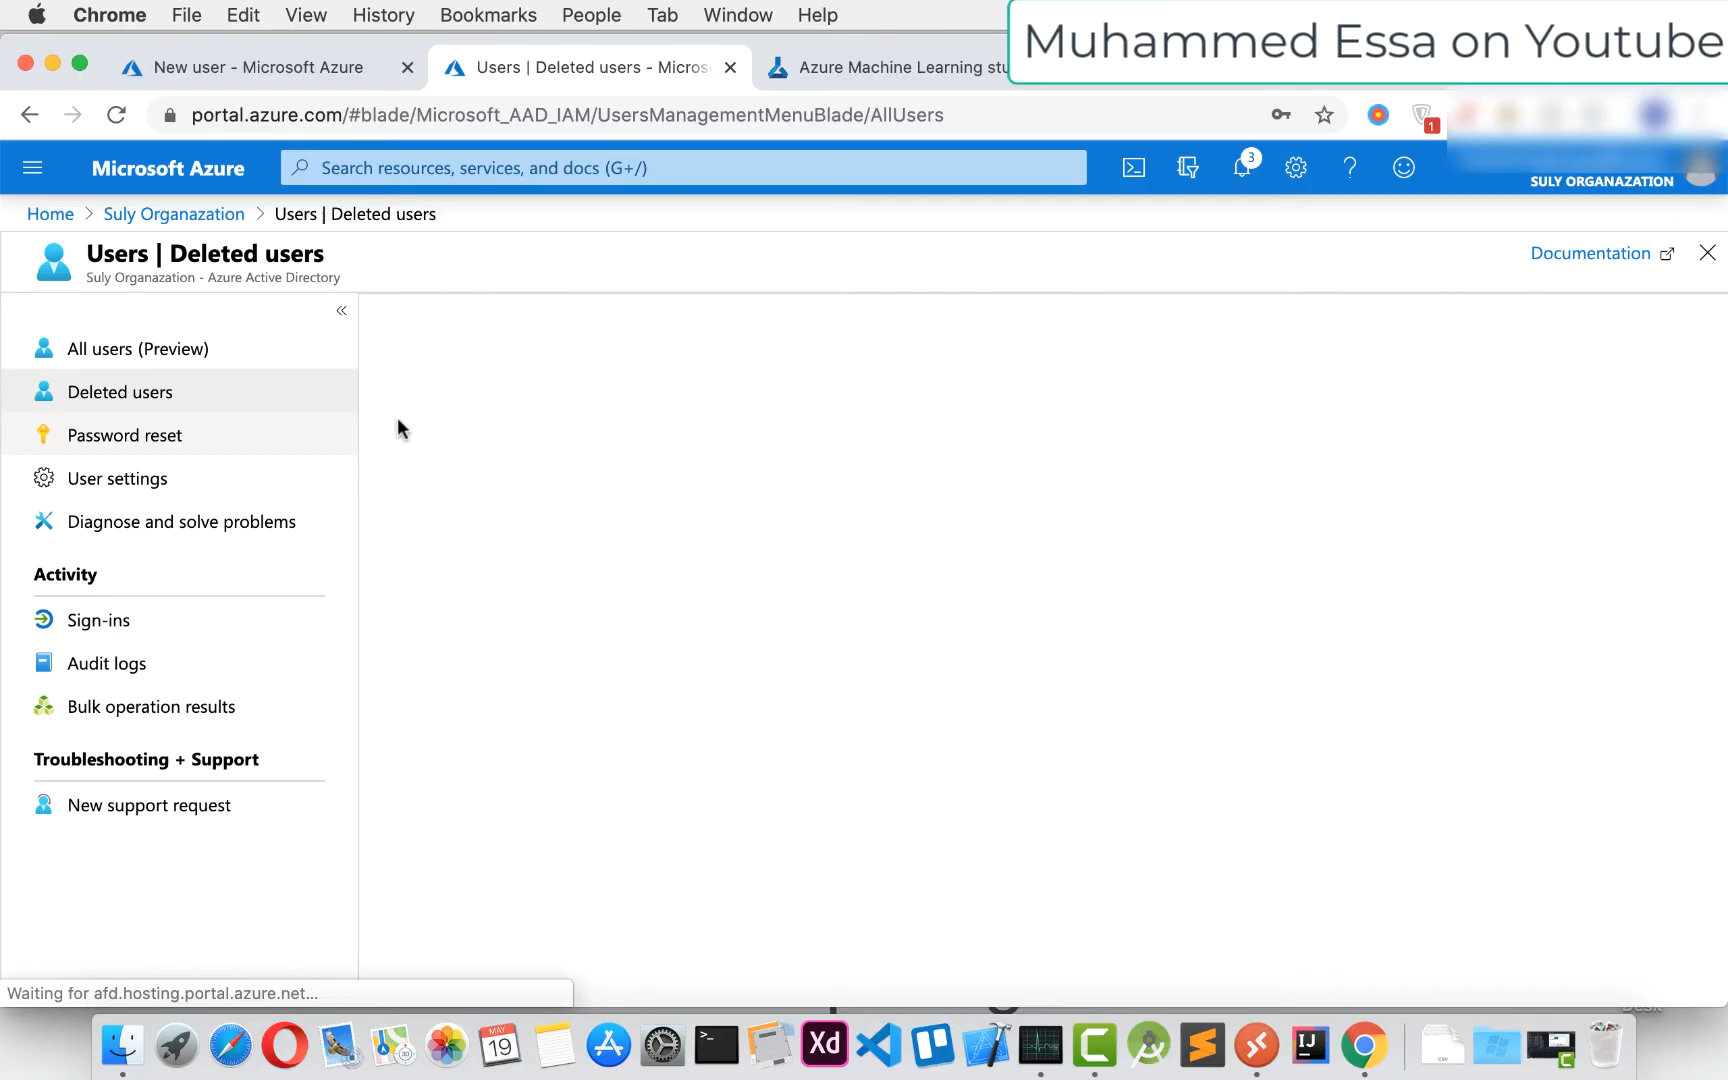 Chrome File Edit View History Bookmarks People Tab Window Help
Muhammed Essa on Youtube
New user - Microsoft Azure
Users | Deleted users - Micros
Azure Machine Learning stu
portal.azure.com/#blade/Microsoft_AAD_IAM/UsersManagementMenuBlade/AllUsers
1
Microsoft Azure
Search resources, services, and docs (G+/)
3
SULY ORGANAZATION
Home > Suly Organazation > Users | Deleted users
Users | Deleted users
Suly Organazation - Azure Active Directory
Documentation
All users (Preview)
Deleted users
Password reset
User settings
Diagnose and solve problems
Activity
Sign-ins
Audit logs
Bulk operation results
Troubleshooting + Support
New support request
Waiting for afd.hosting.portal.azure.net...
MAY
19
Xd
IJ